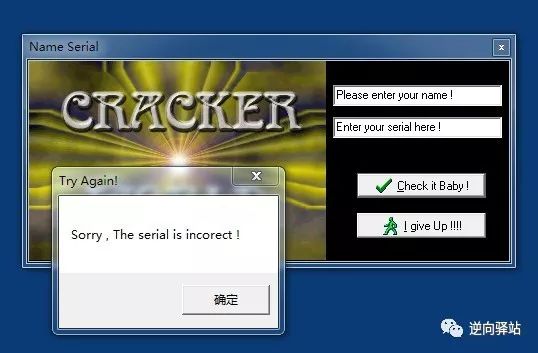 Name Serial
CRACKER
Please enter your name !
Enter your serial here !
Check it Baby !
I give Up !!!!
Try Again!
Sorry , The serial is incorect !
确定
逆向驿站